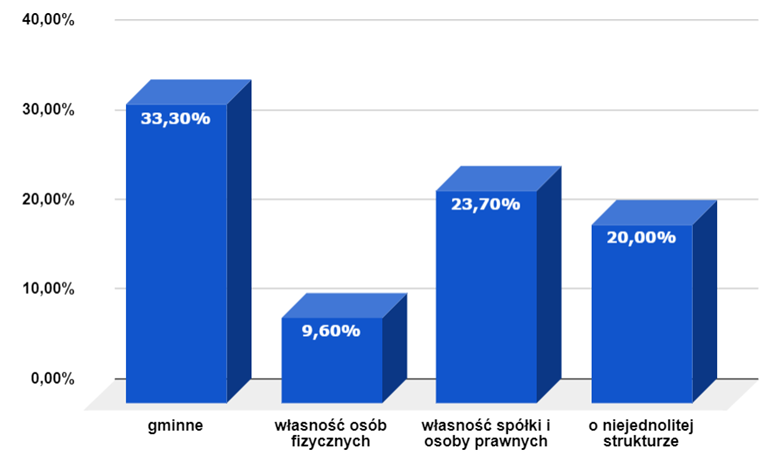 40,00%
30,00%
20,00%
10,00%
0,00%
33,30%
9,60%
23,70%
20,00%
gminne
własność osób
fizycznych
własność spółki i
osoby prawnych
o niejednolitej
strukturze